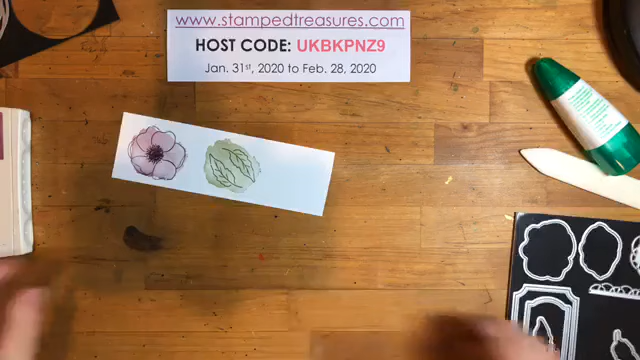 www.stampedtreasures.com
HOST CODE: UKBKPNZ9
Jan. 31st, 2020 to Feb. 28, 2020